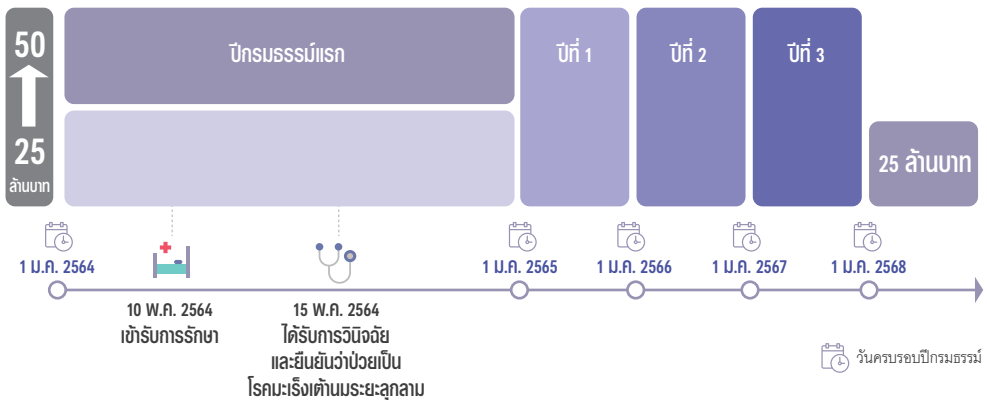 50
25
ล้านบาท
ปีกรมธรรม์แรก
ปีที่ 1
ปีที่ 2
ปีที่ 3
25 ล้านบาท
1 ม.ค. 2564
1 ม.ค. 2565
1 ม.ค. 2566
1 ม.ค. 2567
1 ม.ค. 2568
10 พ.ค. 2564
เข้ารับการรักษา
15 พ.ค. 2564
ได้รับการวินิจฉัย
และยืนยันว่าป่วยเป็น
โรคมะเร็งเต้านมระยะลุกลาม
วันครบรอบปีกรมธรรม์